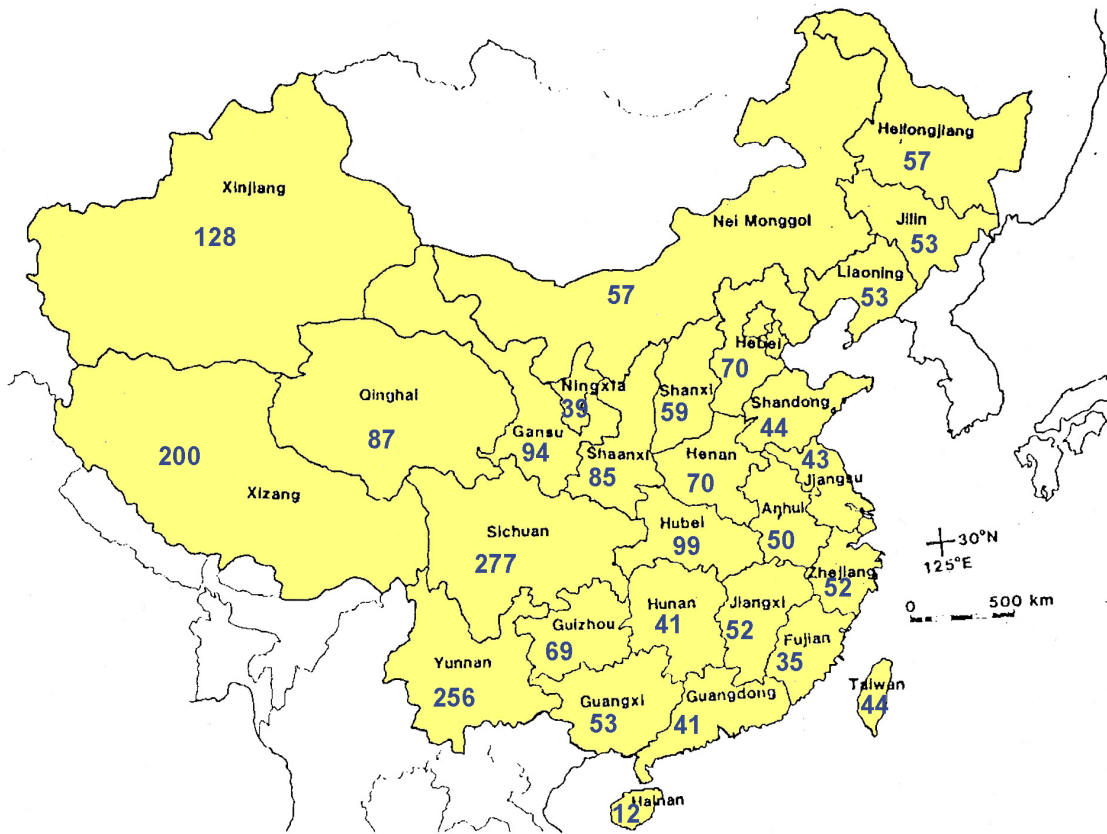 Heilongjiang
57
Xinjiang
128
Nei Monggol
57
Jilin
53
Liaoning
53
Hebei
70
Ningxia
39
Shanxi
59
Shandong
44
Qinghai
87
200
Xizang
Gansu
94
Shaanxi
85
Henan
70
43
Jiangsu
Anhui
50
Sichuan
277
Hubei
99
30°N
125°E
Zhejiang
52
0 500 km
Hunan
41
Jiangxi
52
Guizhou
69
Fujian
35
Yunnan
256
Guangxi
53
Guangdong
41
Taiwan
44
Hainan
12